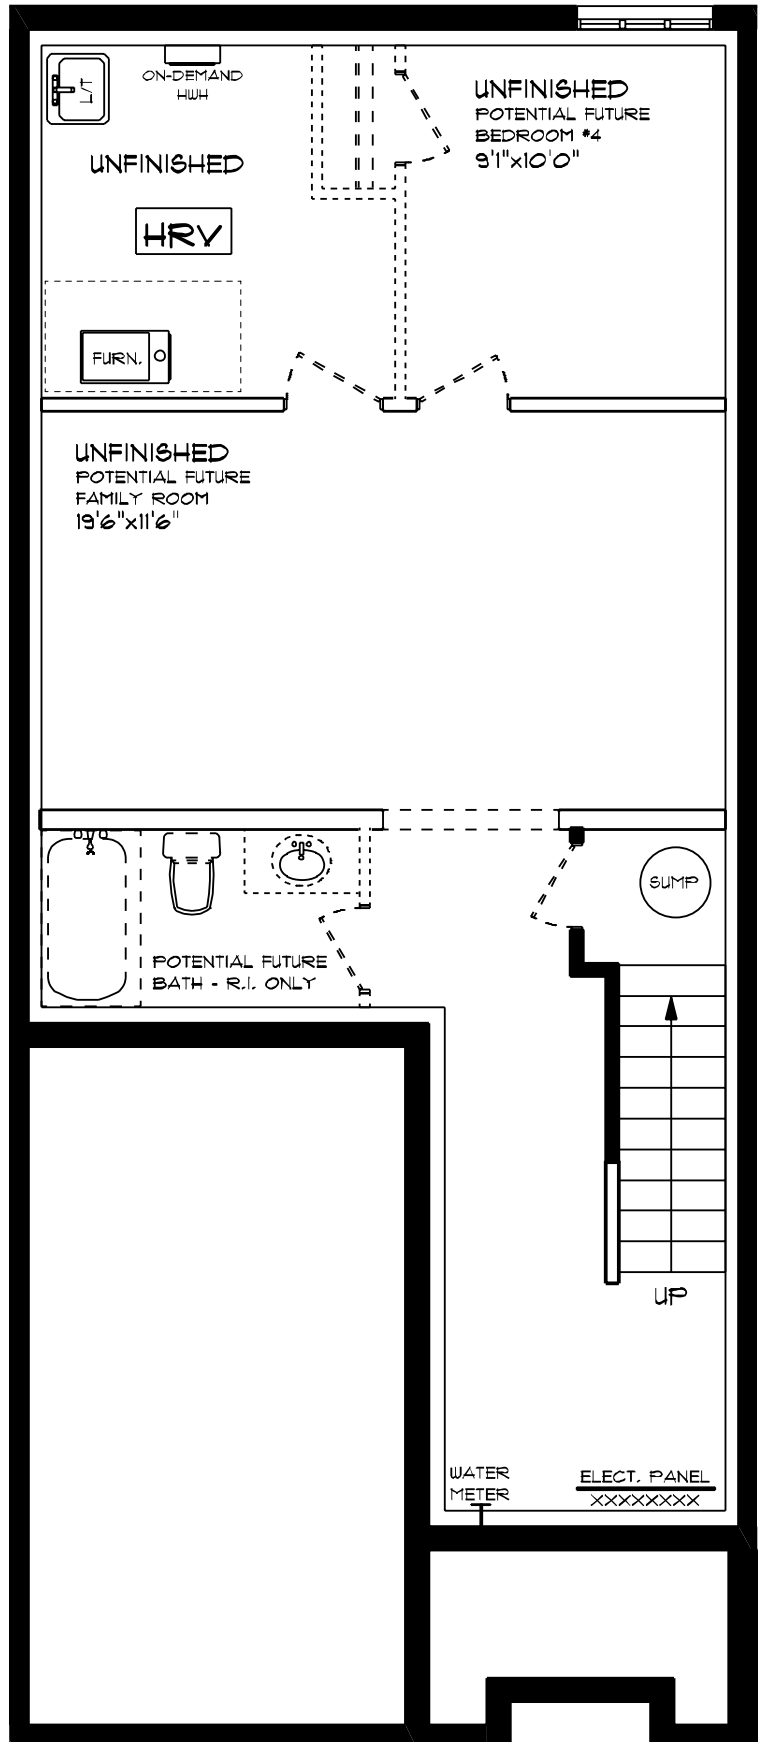 L/T
ON-DEMAND
HWH
UNFINISHED
UNFINISHED
POTENTIAL FUTURE
BEDROOM #4
9'1"x10'0"
HRV
FURN.
UNFINISHED
POTENTIAL FUTURE
FAMILY ROOM
19'6"x11'6"
SUMP
POTENTIAL FUTURE
BATH - R.I. ONLY
UP
WATER
METER
ELECT. PANEL
XXXXXXXX